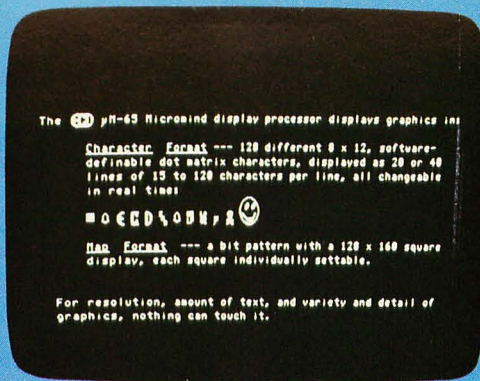 The ECD μM-65 Micromind display processor displays graphics in:
Character Format --- 128 different 8 x 12, software-
definable dot matrix characters, displayed as 20 or 40
lines of 15 to 120 characters per line, all changeable
in real time:
Map Format --- a bit pattern with a 120 x 160 square
display, each square individually settable.
For resolution, amount of text, and variety and detail of
graphics, nothing can touch it.